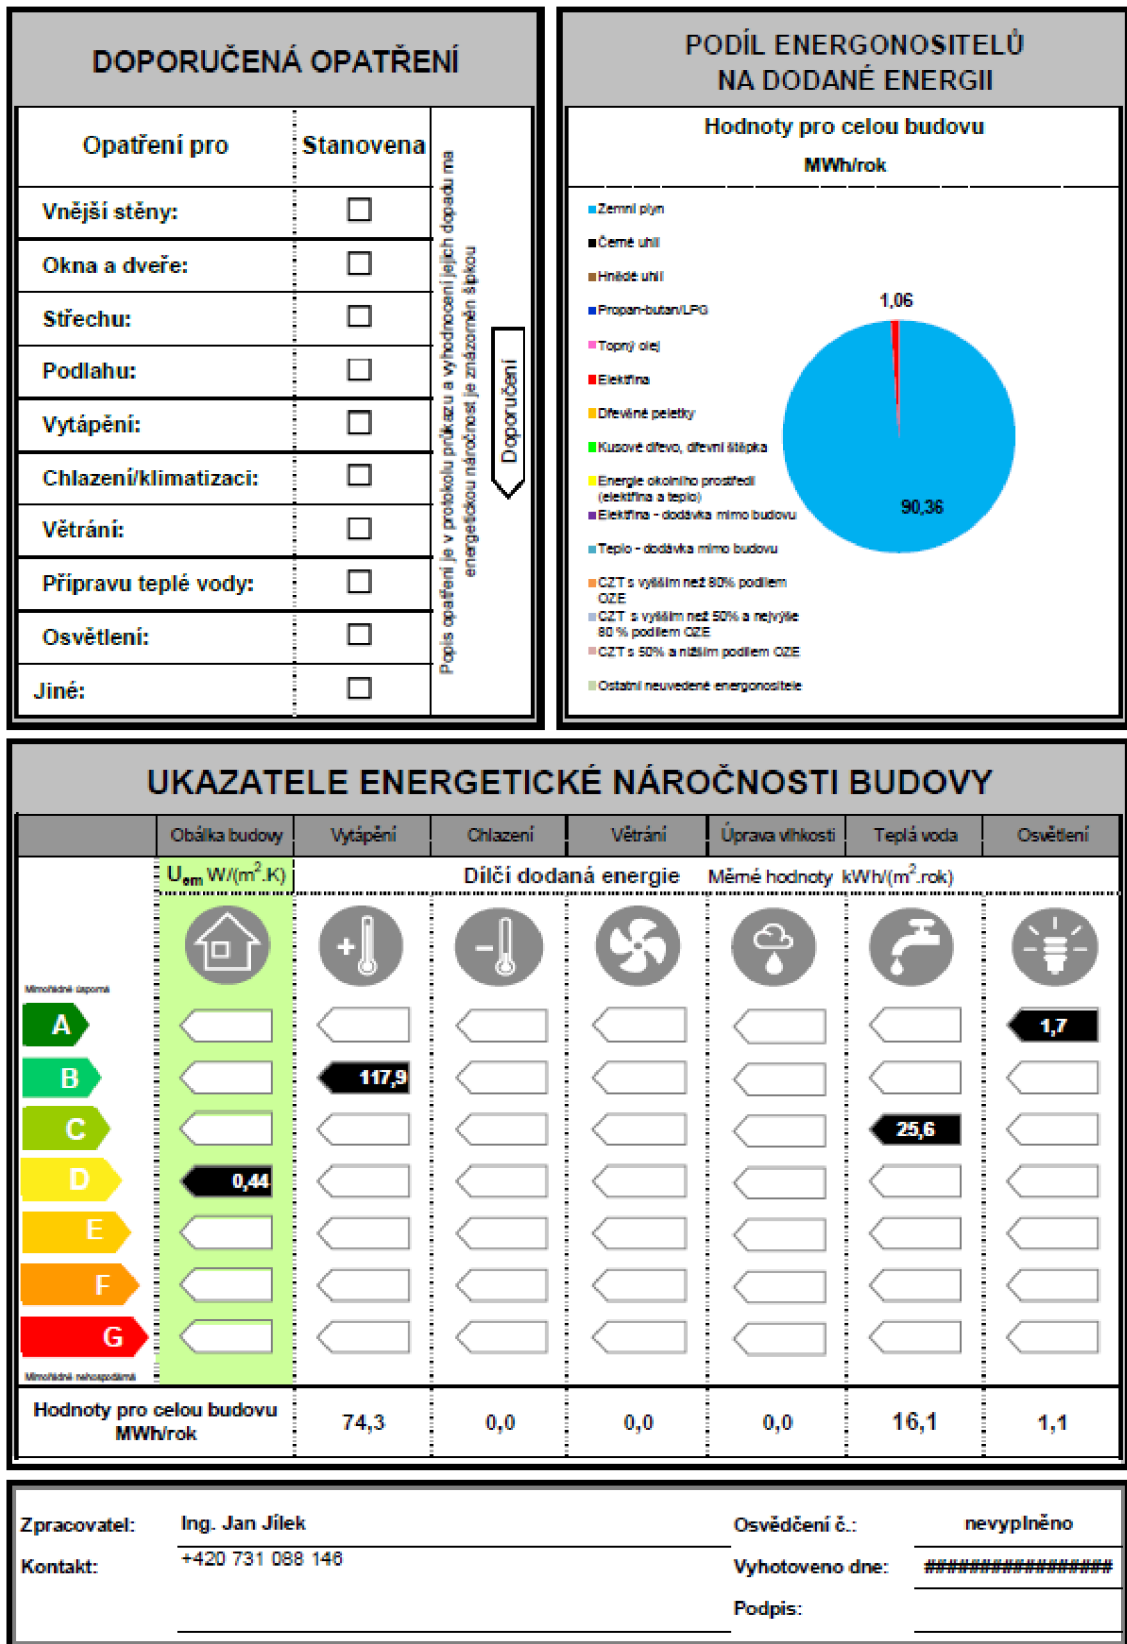 DOPORUČENÁ OPATŘENÍ
Opatření pro
Stanovena
Vnější stěny:
Okna a dveře:
Střechu:
Podlahu:
Vytápění:
Chlazení/klimatizaci:
Větrání:
Přípravu teplé vody:
Osvětlení:
Jiné:
Popis opatření je v protokolu průkazu a vyhodnocení jejich dopadu ma
energetickou náročnost je znázorněn šipkou
Doporučení
PODÍL ENERGONOSITELŮ
NA DODANÉ ENERGII
Hodnoty pro celou budovu
MWh/rok
Zemní plyn
Černé uhlí
Hnědé uhlí
Propan-butan/LPG
Topný olej
Elektřina
Dřevěné peletky
Kusové dřevo, dřevní štěpka
Energie okolního prostředí
(elektřina a teplo)
Elektřina - dodávka mimo budovu
Teplo - dodávka mimo budovu
CZT s vyšším než 80% podílem
OZE
CZT s vyšším než 50% a nejvýše
80 % podílem OZE
CZT s 50% a nižším podílem OZE
Ostatní neuvedené energonositele
1,06
90,36
UKAZATELE ENERGETICKÉ NÁROČNOSTI BUDOVY
Obálka budovy Vytápění Chlazení Větrání Úprava vlhkosti Teplá voda Osvětlení
Uem W/(m².K) Dílčí dodaná energie Měrné hodnoty kWh/(m².rok)
Mimořádně úsporná
A 1,7
B 117,9
C 25,6
D 0,44
E
F
G
Mimořádně nehospodárná
Hodnoty pro celou budovu
MWh/rok
74,3 0,0 0,0 0,0 16,1 1,1
Zpracovatel: Ing. Jan Jílek
Kontakt: +420 731 088 146
Osvědčení č.: nevyplněno
Vyhotoveno dne: #################
Podpis: